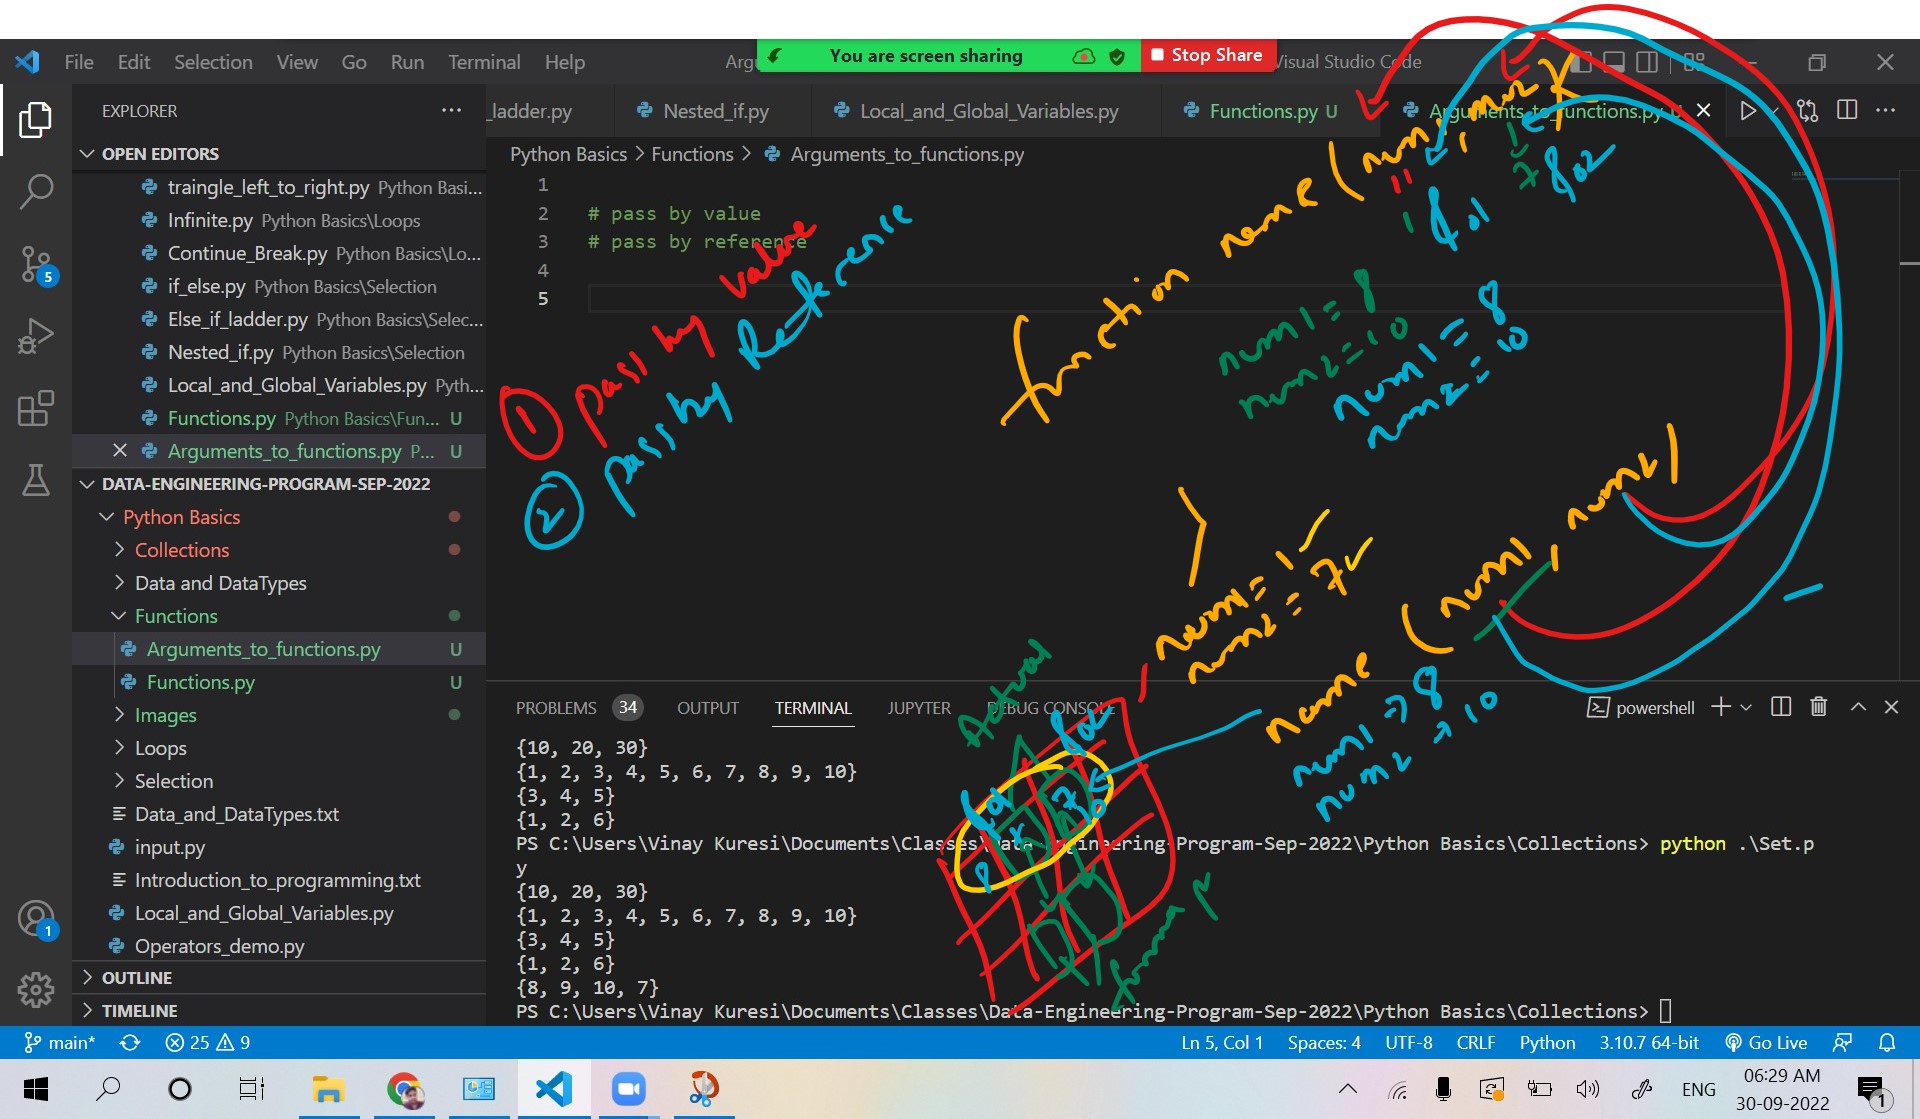 You are screen sharing
Stop Share
File Edit Selection View Go Run Terminal Help
Visual Studio Code
EXPLORER
_ladder.py Nested_if.py Local_and_Global_Variables.py Functions.py U Arguments_to_functions.py U
OPEN EDITORS
Python Basics > Functions > Arguments_to_functions.py
traingle_left_to_right.py Python Basi...
Infinite.py Python Basics\Loops
Continue_Break.py Python Basics\Lo...
if_else.py Python Basics\Selection
Else_if_ladder.py Python Basics\Selec...
Nested_if.py Python Basics\Selection
Local_and_Global_Variables.py Pyth...
Functions.py Python Basics\Fun... U
Arguments_to_functions.py P... U
DATA-ENGINEERING-PROGRAM-SEP-2022
Python Basics
Collections
Data and DataTypes
Functions
Arguments_to_functions.py U
Functions.py U
Images
Loops
Selection
Data_and_DataTypes.txt
input.py
Introduction_to_programming.txt
Local_and_Global_Variables.py
Operators_demo.py
OUTLINE
TIMELINE
5
1
1
2 # pass by value
3 # pass by reference
4
5
1 pass by value
2 pass by Reference
function name (num1, num2)
num1 = 8
num2 = 10
num1 = 8
num2 = 10
num1 = 1
num2 = 7
name (num1, num2)
num1 → 8
num2 → 10
Actual
PROBLEMS 34 OUTPUT TERMINAL JUPYTER DEBUG CONSOLE
powershell
{10, 20, 30}
{1, 2, 3, 4, 5, 6, 7, 8, 9, 10}
{3, 4, 5}
{1, 2, 6}
PS C:\Users\Vinay Kuresi\Documents\Classes\Data-Engineering-Program-Sep-2022\Python Basics\Collections> python .\Set.p
y
{10, 20, 30}
{1, 2, 3, 4, 5, 6, 7, 8, 9, 10}
{3, 4, 5}
{1, 2, 6}
{8, 9, 10, 7}
PS C:\Users\Vinay Kuresi\Documents\Classes\Data-Engineering-Program-Sep-2022\Python Basics\Collections>
main* 25 9
Ln 5, Col 1 Spaces: 4 UTF-8 CRLF Python 3.10.7 64-bit Go Live
ENG
06:29 AM
30-09-2022
1